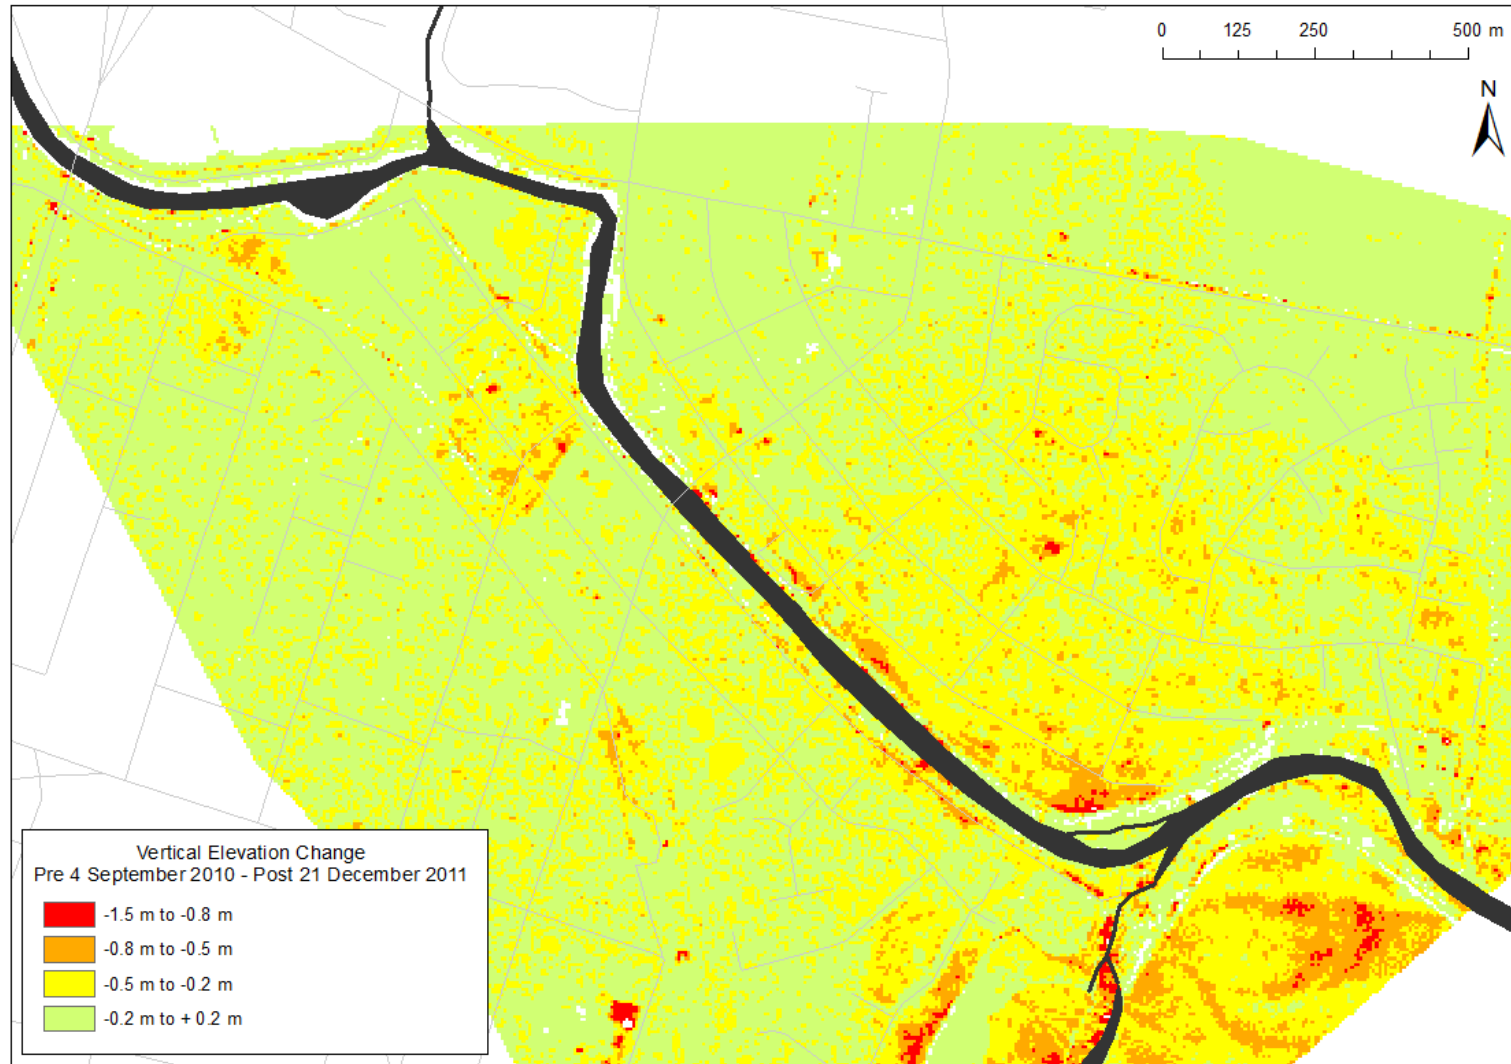 0 125 250 500 m
N
Vertical Elevation Change
Pre 4 September 2010 - Post 21 December 2011
-1.5 m to -0.8 m
-0.8 m to -0.5 m
-0.5 m to -0.2 m
-0.2 m to + 0.2 m